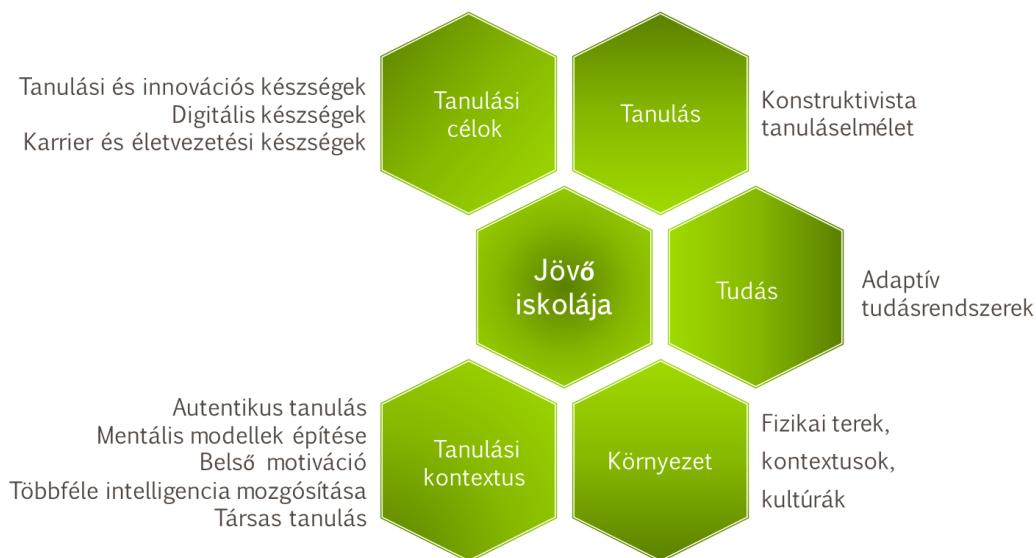 Tanulási és innovációs készségek
Digitális készségek
Karrier és életvezetési készségek
Tanulási
célok
Tanulás
Konstruktivista
tanuláselmélet
Jövő
iskolája
Tudás
Adaptív
tudásrendszerek
Autentikus tanulás
Mentális modellek építése
Belső motiváció
Többféle intelligencia mozgósítása
Társas tanulás
Tanulási
kontextus
Környezet
Fizikai terek,
kontextusok,
kultúrák